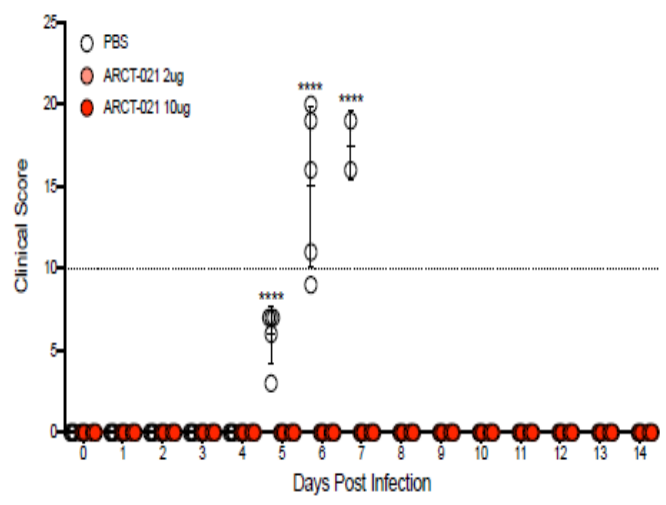 25
PBS
ARCT-021 2ug
ARCT-021 10ug
20
15
10
5
0
Clinical Score
****
****
****
0 1 2 3 4 5 6 7 8 9 10 11 12 13 14
Days Post Infection